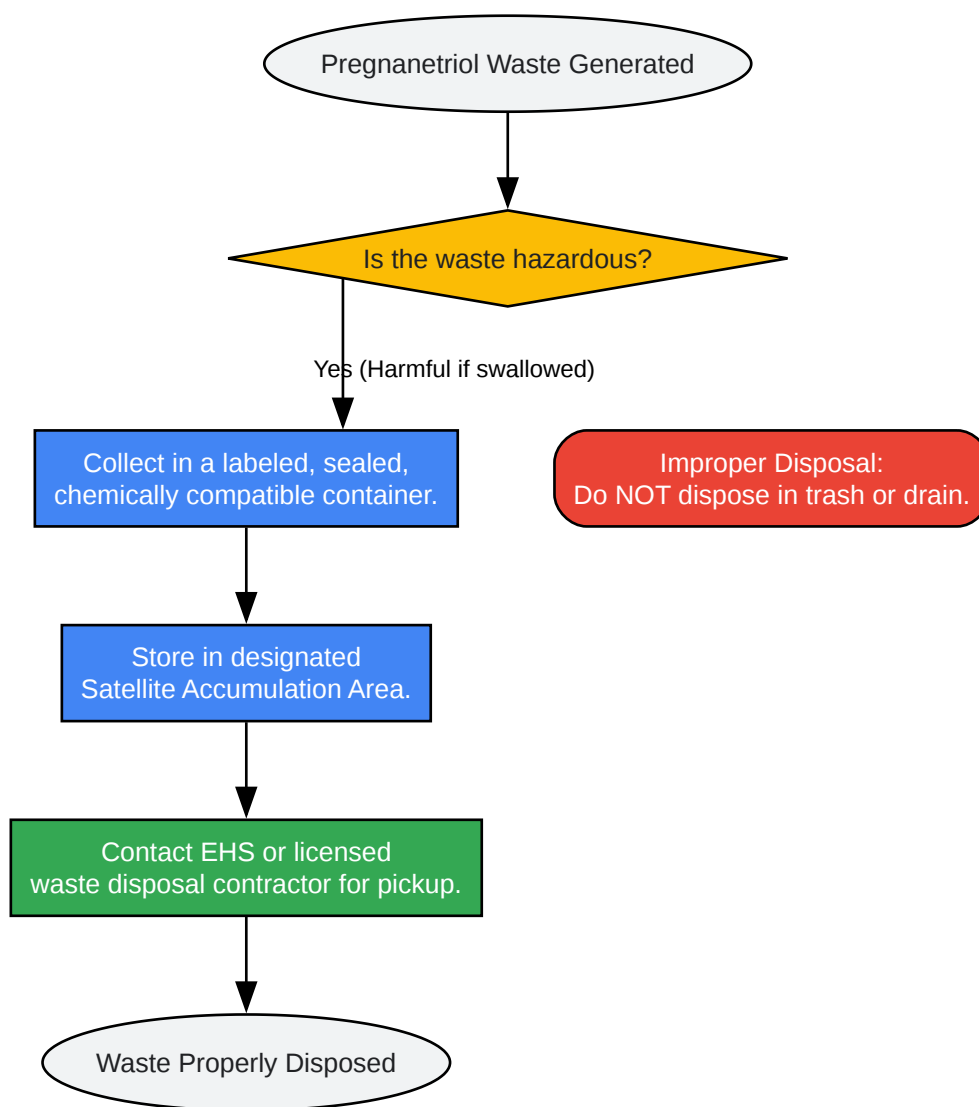 Pregnanetriol Waste Generated
Is the waste hazardous?
Yes (Harmful if swallowed)
Collect in a labeled, sealed,
chemically compatible container.
Improper Disposal:
Do NOT dispose in trash or drain.
Store in designated
Satellite Accumulation Area.
Contact EHS or licensed
waste disposal contractor for pickup.
Waste Properly Disposed